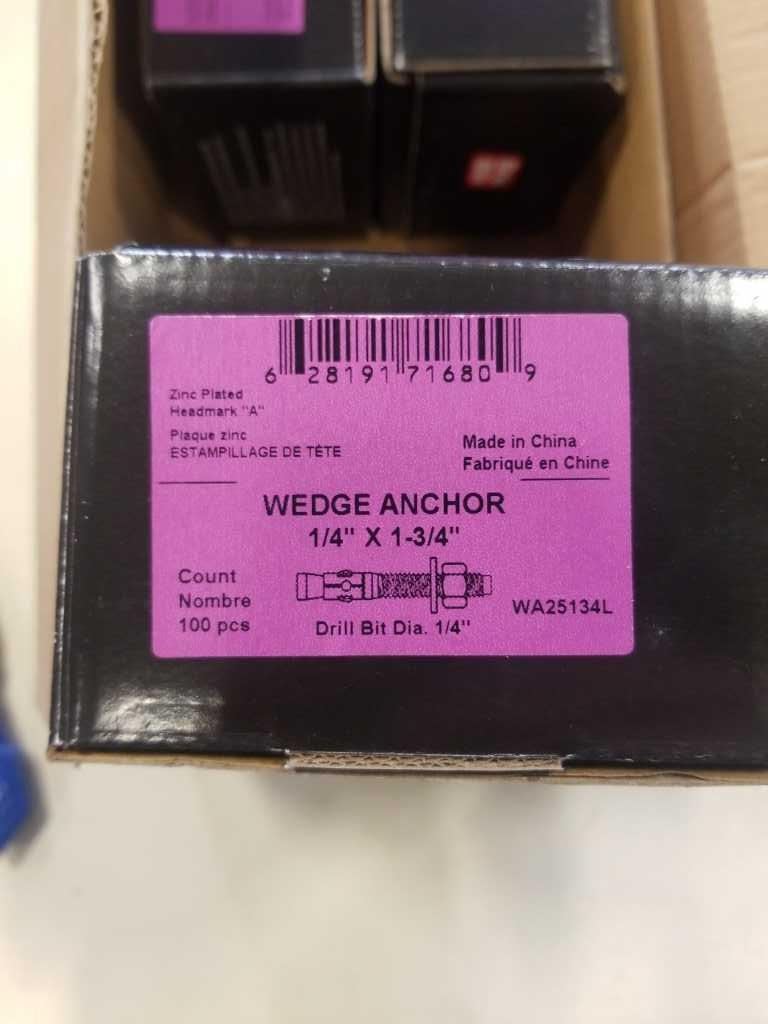 6 28191 71680 9
Zinc Plated
Headmark "A"
Plaque zinc
ESTAMPILLAGE DE TÊTE
Made in China
Fabriqué en Chine
WEDGE ANCHOR
1/4" X 1-3/4"
Count
Nombre
100 pcs
Drill Bit Dia. 1/4"
WA25134L